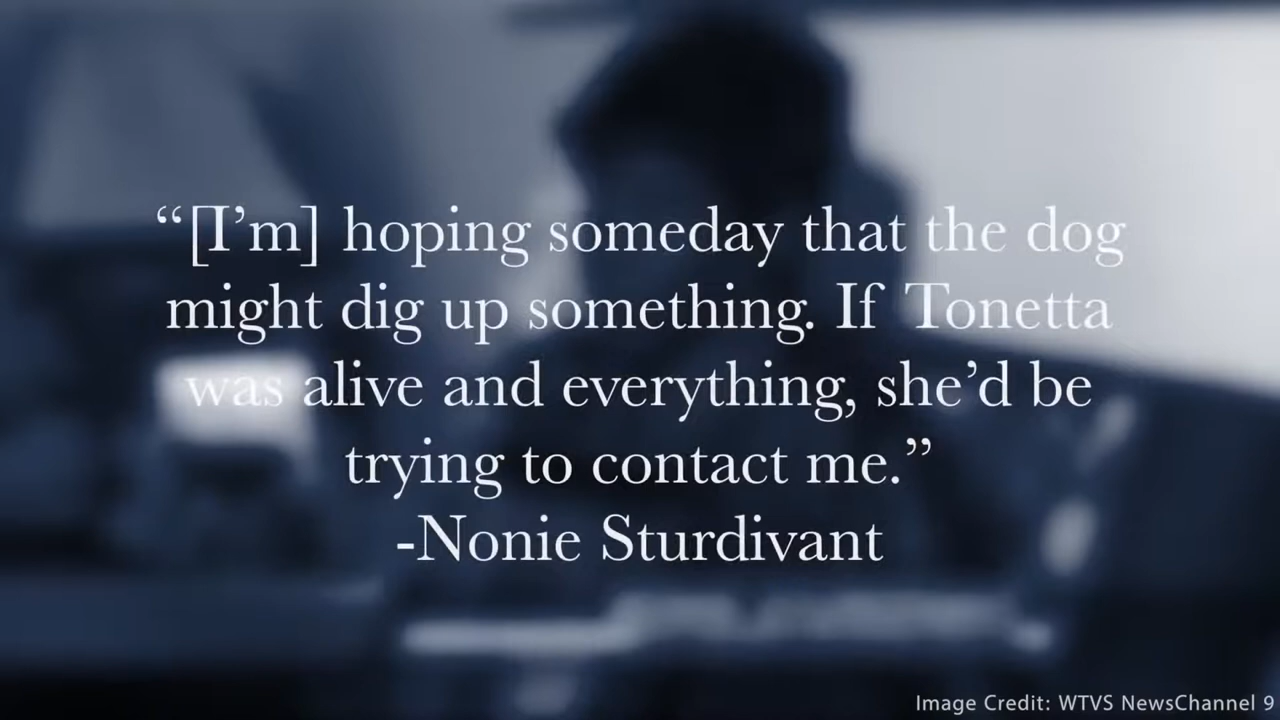 “[I’m] hoping someday that the dog
might dig up something. If Tonetta
was alive and everything, she’d be
trying to contact me.”
-Nonie Sturdivant
Image Credit: WTVS NewsChannel 9